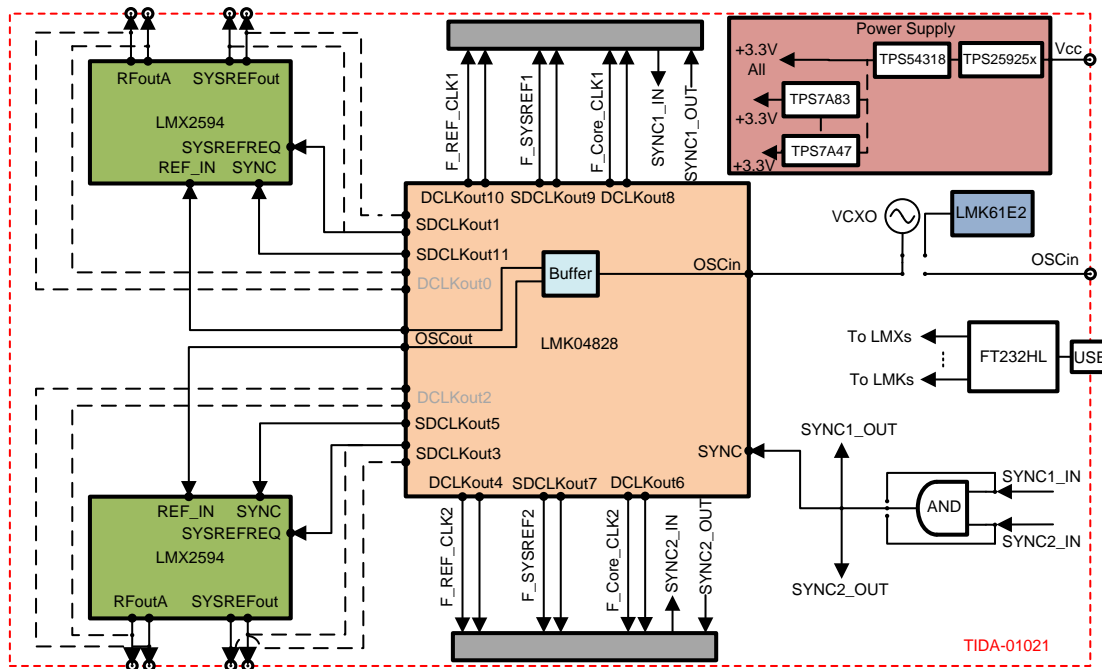 RFoutA SYSREFout
LMX2594
SYSREFREQ
REF_IN SYNC
F_REF_CLK1
F_SYSREF1
F_Core_CLK1
SYNC1_IN
SYNC1_OUT
Power Supply
+3.3V
All
TPS54318
TPS25925x
Vcc
TPS7A83
+3.3V
TPS7A47
+3.3V
DCLKout10 SDCLKout9 DCLKout8
SDCLKout1
SDCLKout11
DCLKout0
Buffer
OSCin
OSCout
LMK04828
DCLKout2
SDCLKout5
SDCLKout3
SYNC
DCLKout4 SDCLKout7 DCLKout6
VCXO
LMK61E2
OSCin
To LMXs
To LMKs
FT232HL
USB
SYNC1_OUT
AND
SYNC1_IN
SYNC2_IN
SYNC2_OUT
REF_IN SYNC
SYSREFREQ
LMX2594
RFoutA SYSREFout
F_REF_CLK2
F_SYSREF2
F_Core_CLK2
SYNC2_IN
SYNC2_OUT
TIDA-01021